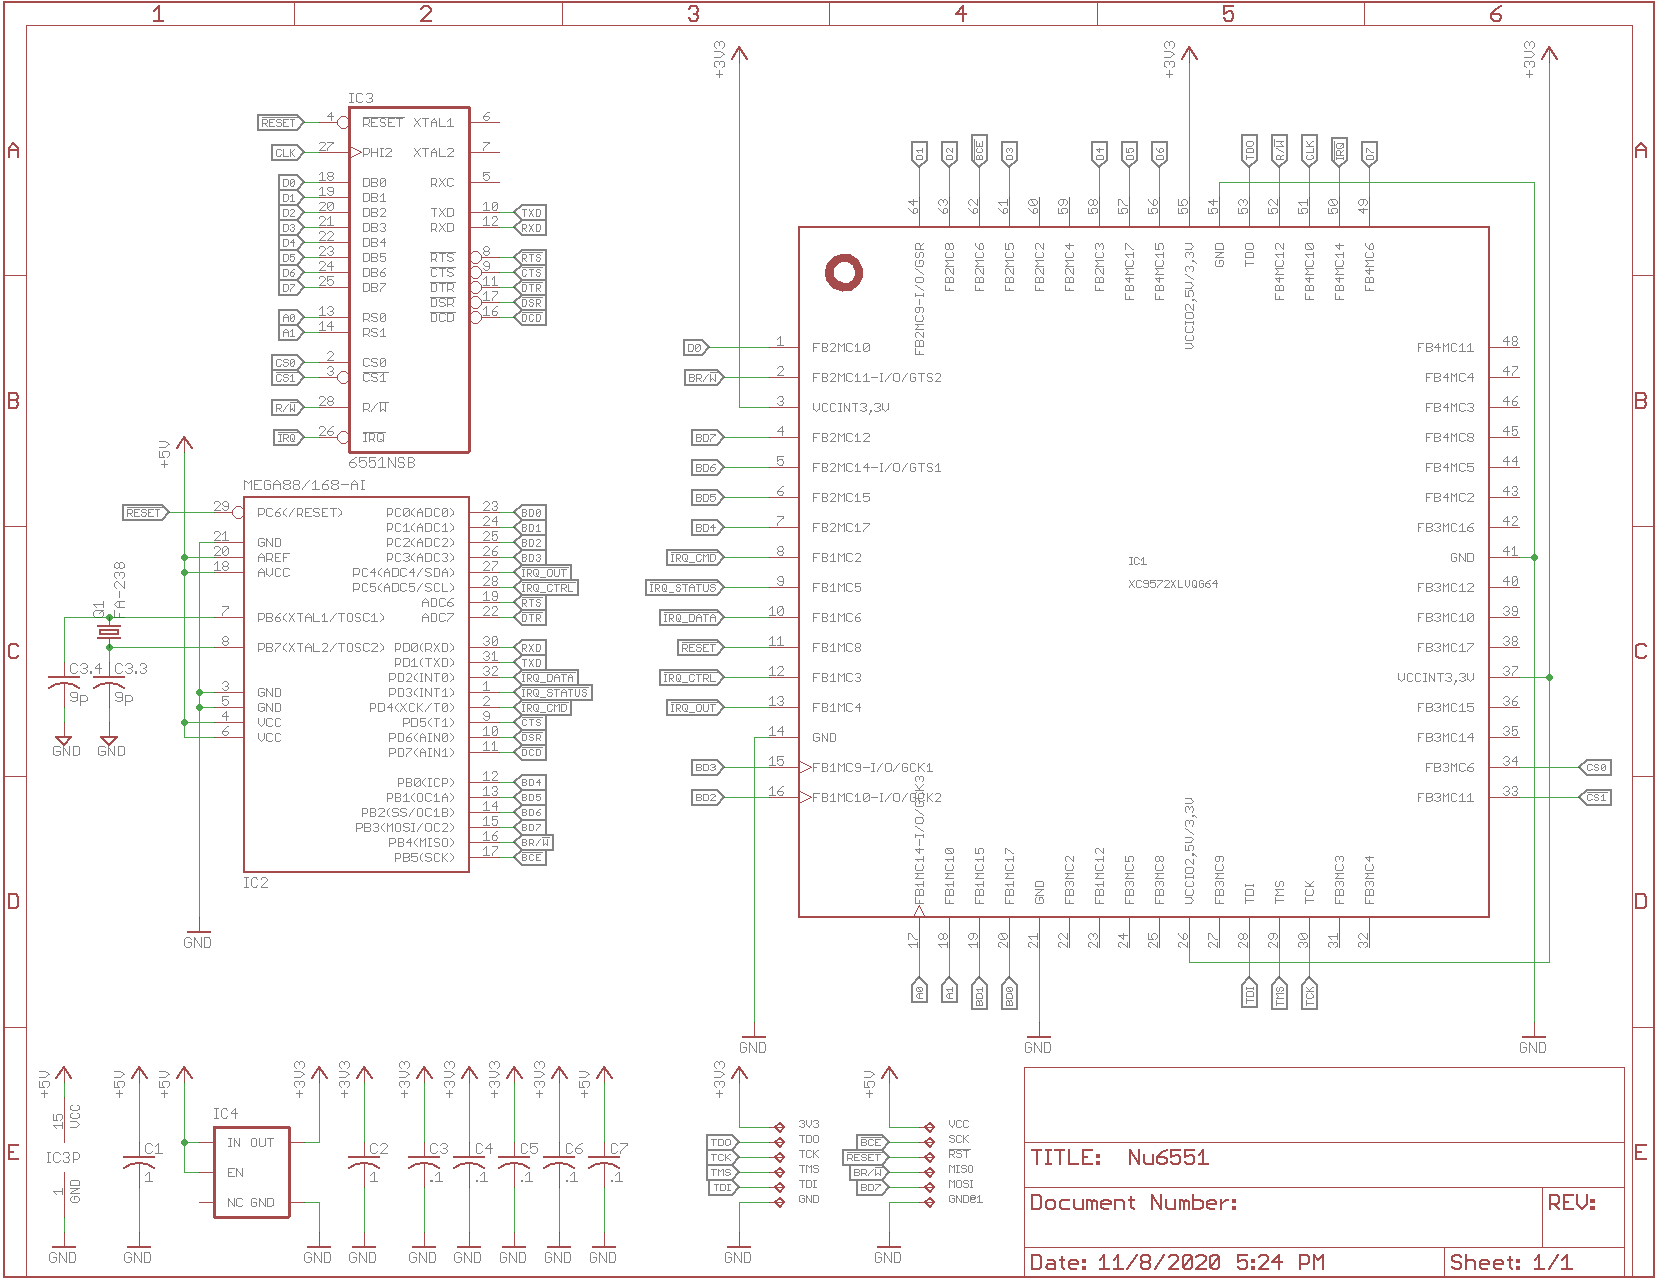 1 2 3 4 5 6
A
B
C
D
E
A
B
C
D
E
IC3
RESET 4 RESET XTAL1 6
CLK 27 PHI2 XTAL2 7
D0 18 DB0 RXC 5
D1 19 DB1
D2 20 DB2 TXD 10 TXD
D3 21 DB3 RXD 12 RXD
D4 22 DB4
D5 23 DB5 RTS 8 RTS
D6 24 DB6 CTS 9 CTS
D7 25 DB7 DTR 11 DTR
DSR 17 DSR
A0 13 RS0 DCD 16 DCD
A1 14 RS1
CS0 2 CS0
CS1 3 CS1
R/W 28 R/W
IRQ 26 IRQ
6551NSB
+5V
MEGA88/168-AI
RESET 29 PC6(/RESET) PC0(ADC0) 23 BD0
PC1(ADC1) 24 BD1
21 GND PC2(ADC2) 25 BD2
20 AREF PC3(ADC3) 26 BD3
18 AVCC PC4(ADC4/SDA) 27 IRQ_OUT
PC5(ADC5/SCL) 28 IRQ_CTRL
ADC6 19 RTS
7 PB6(XTAL1/TOSC1) ADC7 22 DTR
8 PB7(XTAL2/TOSC2) PD0(RXD) 30 RXD
PD1(TXD) 31 TXD
PD2(INT0) 32 IRQ_DATA
3 GND PD3(INT1) 1 IRQ_STATUS
5 GND PD4(XCK/T0) 2 IRQ_CMD
4 VCC PD5(T1) 9 CTS
6 VCC PD6(AIN0) 10 DSR
PD7(AIN1) 11 DCD
PB0(ICP) 12 BD4
PB1(OC1A) 13 BD5
PB2(SS/OC1B) 14 BD6
PB3(MOSI/OC2) 15 BD7
PB4(MISO) 16 BR/W
PB5(SCK) 17 BCE
IC2
GND
Q1
FA-238
C3.4 C3.3
9p 9p
GND GND
+3V3 +3V3 +3V3
D1 D2 BCE D3 D4 D5 D6 TDO R/W CLK IRQ D7
64 63 62 61 60 59 58 57 56 55 54 53 52 51 50 49
FB2MC9-I/O/GSR
FB2MC8
FB2MC6
FB2MC5
FB2MC2
FB2MC4
FB2MC3
FB4MC17
FB4MC15
VCCIO2,5V/3,3V
GND
TDO
FB4MC12
FB4MC10
FB4MC14
FB4MC6
D0 1 FB2MC10 FB4MC11 48
BR/W 2 FB2MC11-I/O/GTS2 FB4MC4 47
3 VCCINT3,3V FB4MC3 46
BD7 4 FB2MC12 FB4MC8 45
BD6 5 FB2MC14-I/O/GTS1 FB4MC5 44
BD5 6 FB2MC15 FB4MC2 43
BD4 7 FB2MC17 FB3MC16 42
IRQ_CMD 8 FB1MC2 GND 41
IC1
IRQ_STATUS 9 FB1MC5 XC9572XLVQG64 FB3MC12 40
IRQ_DATA 10 FB1MC6 FB3MC10 39
RESET 11 FB1MC8 FB3MC17 38
IRQ_CTRL 12 FB1MC3 VCCINT3,3V 37
IRQ_OUT 13 FB1MC4 FB3MC15 36
14 GND FB3MC14 35
BD3 15 FB1MC9-I/O/GCK1 FB3MC6 34 CS0
BD2 16 FB1MC10-I/O/GCK2 FB3MC11 33 CS1
FB1MC14-I/O/GCK3
FB1MC10
FB1MC15
FB1MC17
GND
FB3MC2
FB1MC12
FB3MC5
FB3MC8
VCCIO2,5V/3,3V
FB3MC9
TDI
TMS
TCK
FB3MC3
FB3MC4
17 18 19 20 21 22 23 24 25 26 27 28 29 30 31 32
A0 A1 BD1 BD0 TDI TMS TCK
GND GND GND
+5V +5V +5V +3V3 +3V3 +3V3 +3V3 +3V3 +3V3 +5V +3V3 +5V
15 VCC
IC3P
1 GND
GND
C1
1
GND
IC4
IN OUT
EN
NC GND
GND
C2 C3 C4 C5 C6 C7
1 .1 .1 .1 .1 .1
GND GND GND GND GND GND
3V3
TDO TDO
TCK TCK
TMS TMS
TDI TDI
GND
GND
VCC
BCE SCK
RESET RST
BR/W MISO
BD7 MOSI
GND@1
GND
TITLE: Nu6551
Document Number: REV:
Date: 11/8/2020 5:24 PM Sheet: 1/1